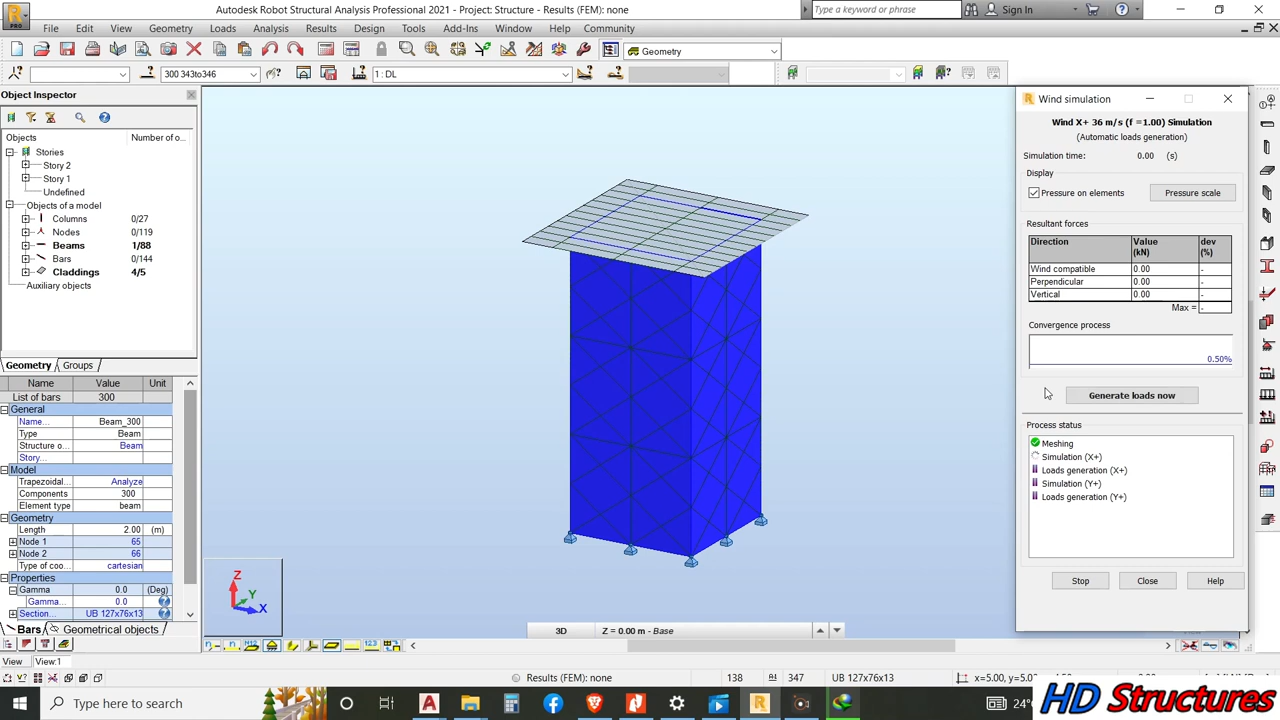 Autodesk Robot Structural Analysis Professional 2021 - Project: Structure - Results (FEM): none
Type a keyword or phrase
Sign In
PRO
File Edit View Geometry Loads Analysis Results Design Tools Add-Ins Window Help Community
Geometry
300 343to346
1 : DL
Object Inspector
Objects
Number of o...
Stories
Story 2
Story 1
Undefined
Objects of a model
Columns 0/27
Nodes 0/119
Beams 1/88
Bars 0/144
Claddings 4/5
Auxiliary objects
Geometry Groups
Name Value Unit
List of bars 300
General
Name... Beam_300
Type Beam
Structure o... Beam
Story...
Model
Trapezoidal... Analyze
Components 300
Element type beam
Geometry
Length 2.00 (m)
Node 1 65
Node 2 66
Type of coo... cartesian
Properties
Gamma 0.0 (Deg)
Gamma... 0.0
Section... UB 127x76x13
Bars Geometrical objects
Z
Y
X
3D Z = 0.00 m - Base
Wind simulation
Wind X+ 36 m/s (f =1.00) Simulation
(Automatic loads generation)
Simulation time: 0.00 (s)
Display
Pressure on elements
Pressure scale
Resultant forces
Direction Value (kN) dev (%)
Wind compatible 0.00 -
Perpendicular 0.00 -
Vertical 0.00 -
Max = -
Convergence process
0.50%
Generate loads now
Process status
Meshing
Simulation (X+)
Loads generation (X+)
Simulation (Y+)
Loads generation (Y+)
Stop Close Help
View View:1
Results (FEM): none
138
347
UB 127x76x13
Type here to search
24°
HD Structures